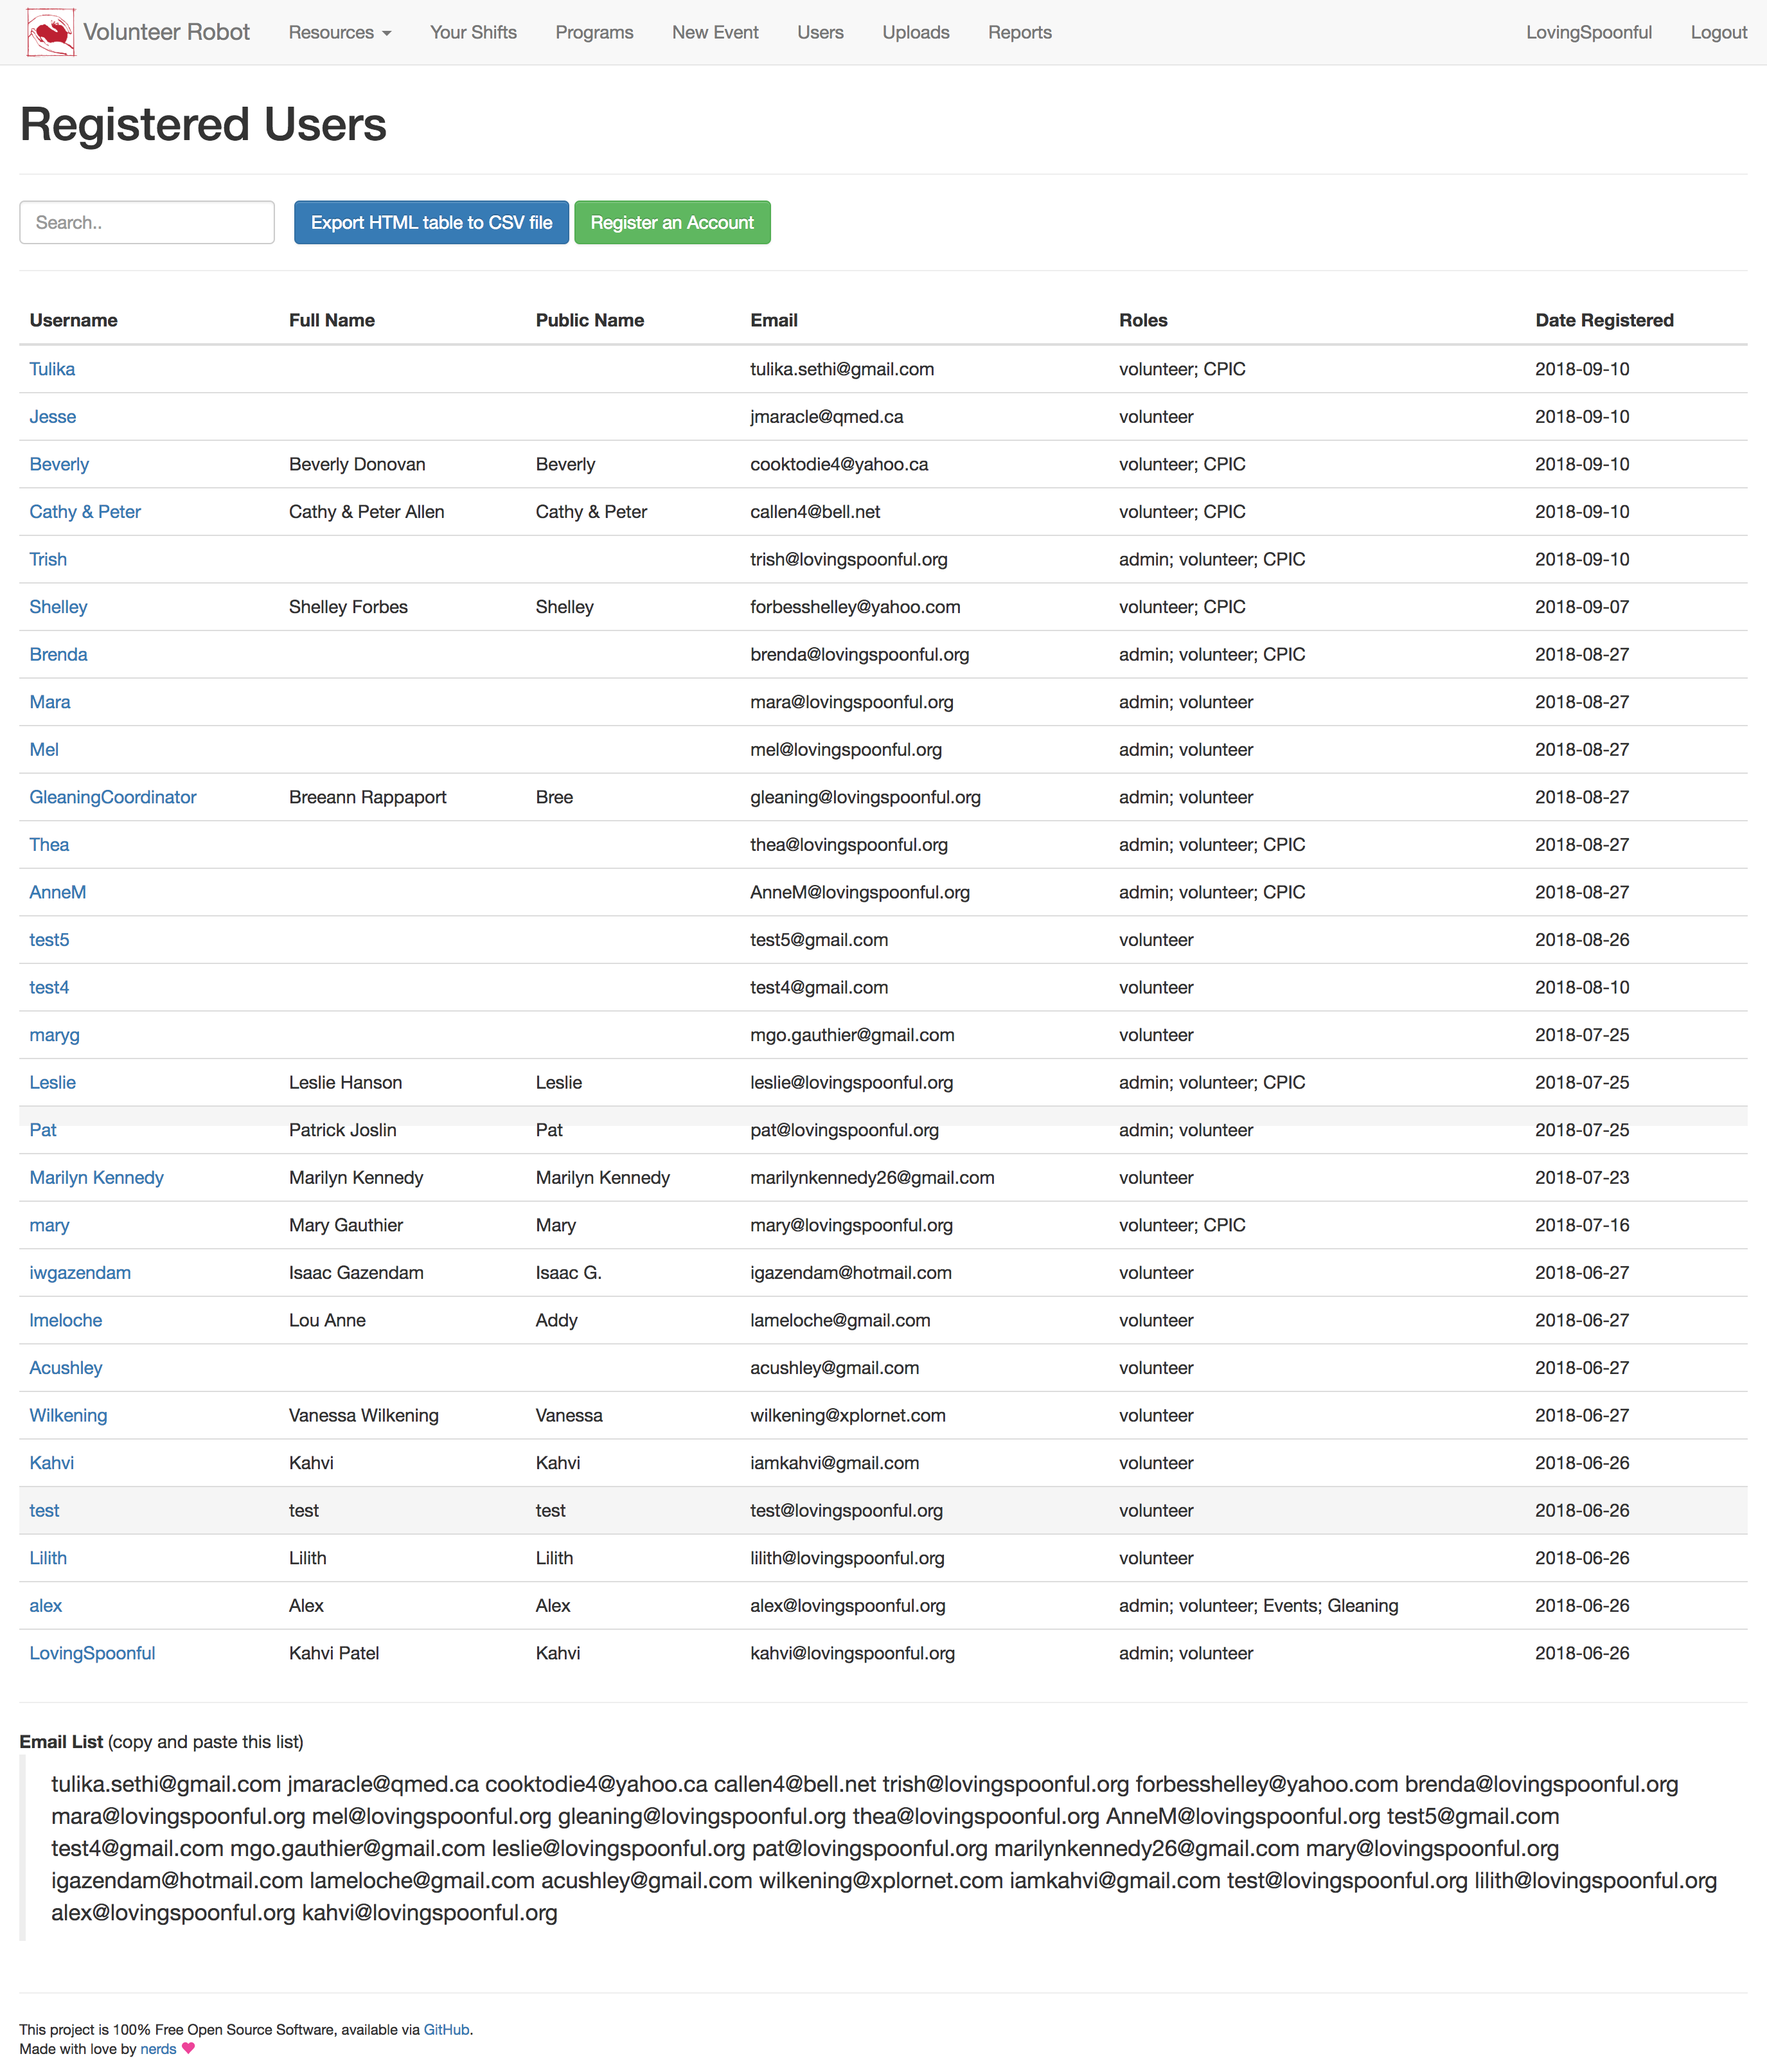 Volunteer Robot Resources Your Shifts Programs New Event Users Uploads Reports LovingSpoonful Logout
Registered Users
Search.. Export HTML table to CSV file Register an Account
Username Full Name Public Name Email Roles Date Registered
Tulika tulika.sethi@gmail.com volunteer; CPIC 2018-09-10
Jesse jmaracle@qmed.ca volunteer 2018-09-10
Beverly Beverly Donovan Beverly cooktodie4@yahoo.ca volunteer; CPIC 2018-09-10
Cathy & Peter Cathy & Peter Allen Cathy & Peter callen4@bell.net volunteer; CPIC 2018-09-10
Trish trish@lovingspoonful.org admin; volunteer; CPIC 2018-09-10
Shelley Shelley Forbes Shelley forbesshelley@yahoo.com volunteer; CPIC 2018-09-07
Brenda brenda@lovingspoonful.org admin; volunteer; CPIC 2018-08-27
Mara mara@lovingspoonful.org admin; volunteer 2018-08-27
Mel mel@lovingspoonful.org admin; volunteer 2018-08-27
GleaningCoordinator Breeann Rappaport Bree gleaning@lovingspoonful.org admin; volunteer 2018-08-27
Thea thea@lovingspoonful.org admin; volunteer; CPIC 2018-08-27
AnneM AnneM@lovingspoonful.org admin; volunteer; CPIC 2018-08-27
test5 test5@gmail.com volunteer 2018-08-26
test4 test4@gmail.com volunteer 2018-08-10
maryg mgo.gauthier@gmail.com volunteer 2018-07-25
Leslie Leslie Hanson Leslie leslie@lovingspoonful.org admin; volunteer; CPIC 2018-07-25
Pat Patrick Joslin Pat pat@lovingspoonful.org admin; volunteer 2018-07-25
Marilyn Kennedy Marilyn Kennedy Marilyn Kennedy marilynkennedy26@gmail.com volunteer 2018-07-23
mary Mary Gauthier Mary mary@lovingspoonful.org volunteer; CPIC 2018-07-16
iwgazendam Isaac Gazendam Isaac G. igazendam@hotmail.com volunteer 2018-06-27
lmeloche Lou Anne Addy lameloche@gmail.com volunteer 2018-06-27
Acushley acushley@gmail.com volunteer 2018-06-27
Wilkening Vanessa Wilkening Vanessa wilkening@xplornet.com volunteer 2018-06-27
Kahvi Kahvi Kahvi iamkahvi@gmail.com volunteer 2018-06-26
test test test test@lovingspoonful.org volunteer 2018-06-26
Lilith Lilith Lilith lilith@lovingspoonful.org volunteer 2018-06-26
alex Alex Alex alex@lovingspoonful.org admin; volunteer; Events; Gleaning 2018-06-26
LovingSpoonful Kahvi Patel Kahvi kahvi@lovingspoonful.org admin; volunteer 2018-06-26
Email List (copy and paste this list)
tulika.sethi@gmail.com jmaracle@qmed.ca cooktodie4@yahoo.ca callen4@bell.net trish@lovingspoonful.org forbesshelley@yahoo.com brenda@lovingspoonful.org
mara@lovingspoonful.org mel@lovingspoonful.org gleaning@lovingspoonful.org thea@lovingspoonful.org AnneM@lovingspoonful.org test5@gmail.com
test4@gmail.com mgo.gauthier@gmail.com leslie@lovingspoonful.org pat@lovingspoonful.org marilynkennedy26@gmail.com mary@lovingspoonful.org
igazendam@hotmail.com lameloche@gmail.com acushley@gmail.com wilkening@xplornet.com iamkahvi@gmail.com test@lovingspoonful.org lilith@lovingspoonful.org
alex@lovingspoonful.org kahvi@lovingspoonful.org
This project is 100% Free Open Source Software, available via GitHub.
Made with love by nerds